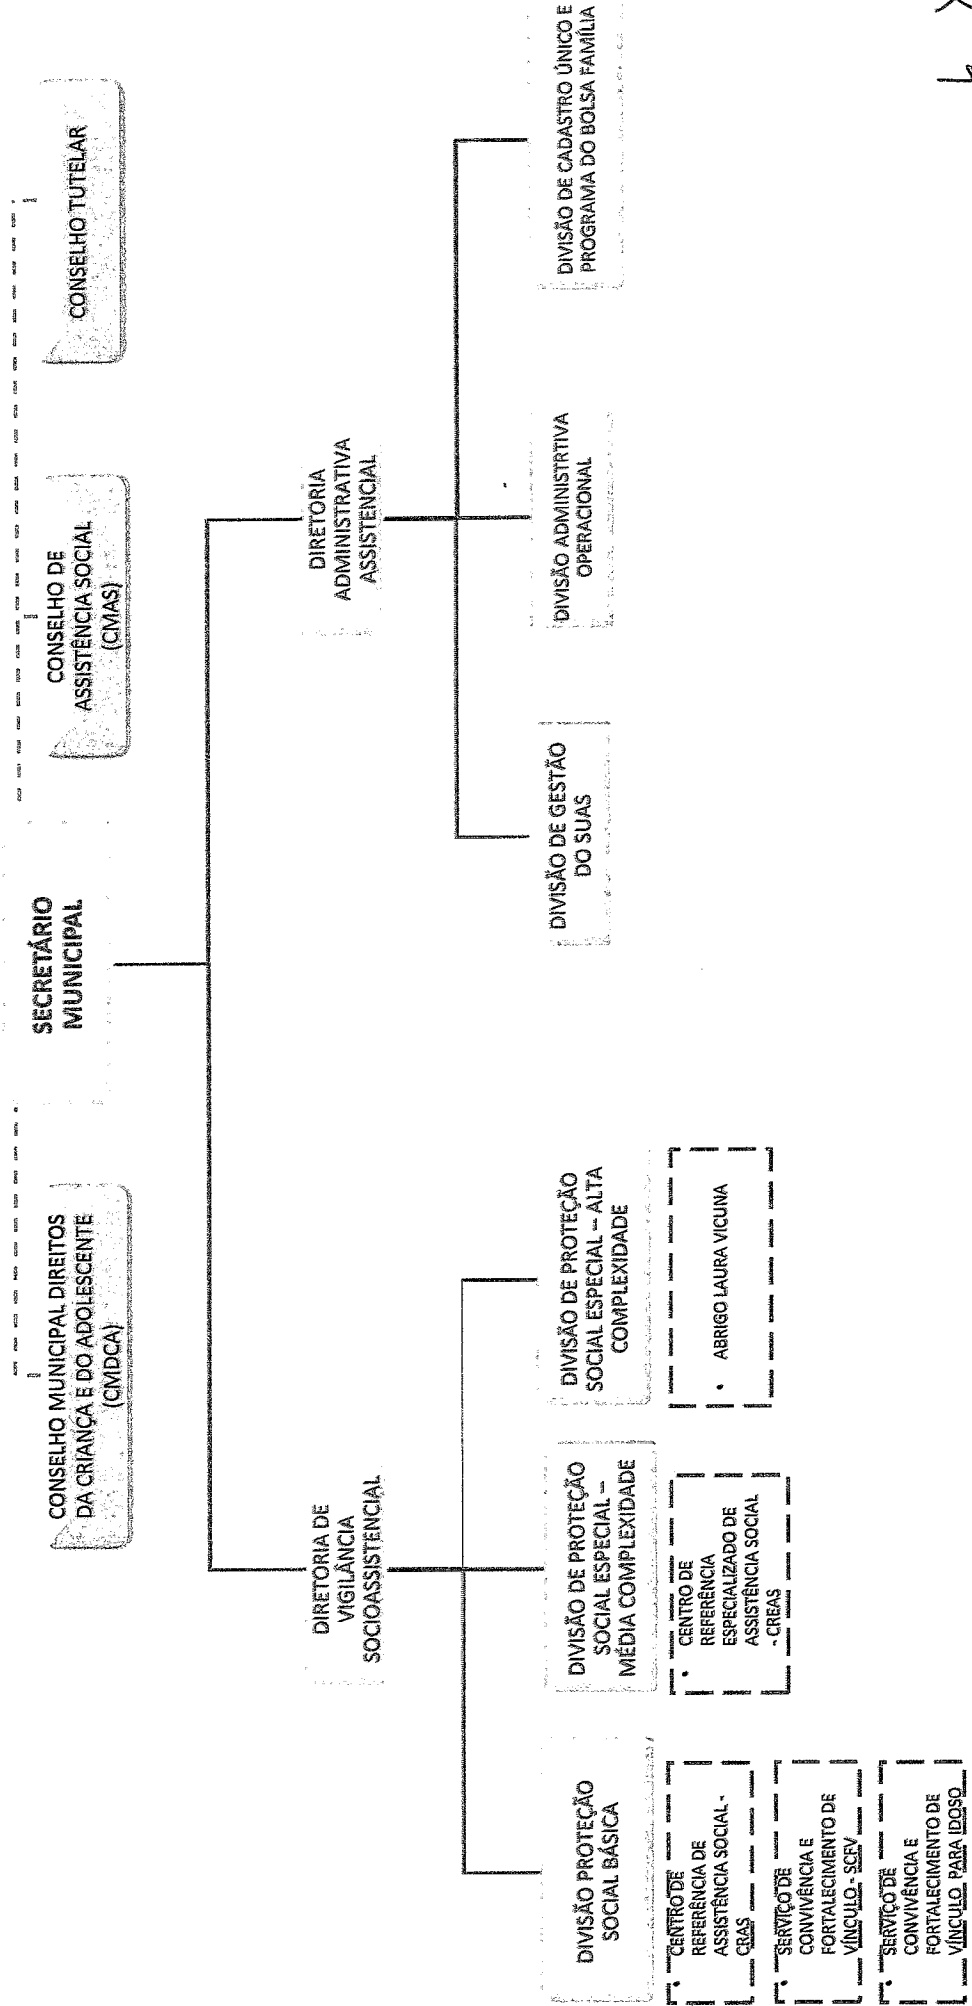 CONSELHO MUNICIPAL DIREITOS
DA CRIANÇA E DO ADOLESCENTE
(CMDCA)
SECRETÁRIO
MUNICIPAL
CONSELHO DE
ASSISTÊNCIA SOCIAL
(CMAS)
CONSELHO TUTELAR
DIRETORIA DE
VIGILÂNCIA
SOCIOASSISTENCIAL
DIRETORIA
ADMINISTRATIVA
ASSISTENCIAL
DIVISÃO PROTEÇÃO
SOCIAL BÁSICA
DIVISÃO DE PROTEÇÃO
SOCIAL ESPECIAL –
MÉDIA COMPLEXIDADE
DIVISÃO DE PROTEÇÃO
SOCIAL ESPECIAL – ALTA
COMPLEXIDADE
DIVISÃO DE GESTÃO
DO SUAS
DIVISÃO ADMINISTRTIVA
OPERACIONAL
DIVISÃO DE CADASTRO ÚNICO E
PROGRAMA DO BOLSA FAMÍLIA
• CENTRO DE
REFERÊNCIA DE
ASSISTÊNCIA SOCIAL -
CRAS
• SERVIÇO DE
CONVIVÊNCIA E
FORTALECIMENTO DE
VÍNCULO - SCFV
• SERVIÇO DE
CONVIVÊNCIA E
FORTALECIMENTO DE
VÍNCULO PARA IDOSO
• CENTRO DE
REFERÊNCIA
ESPECIALIZADO DE
ASSISTÊNCIA SOCIAL
- CREAS
• ABRIGO LAURA VICUNA